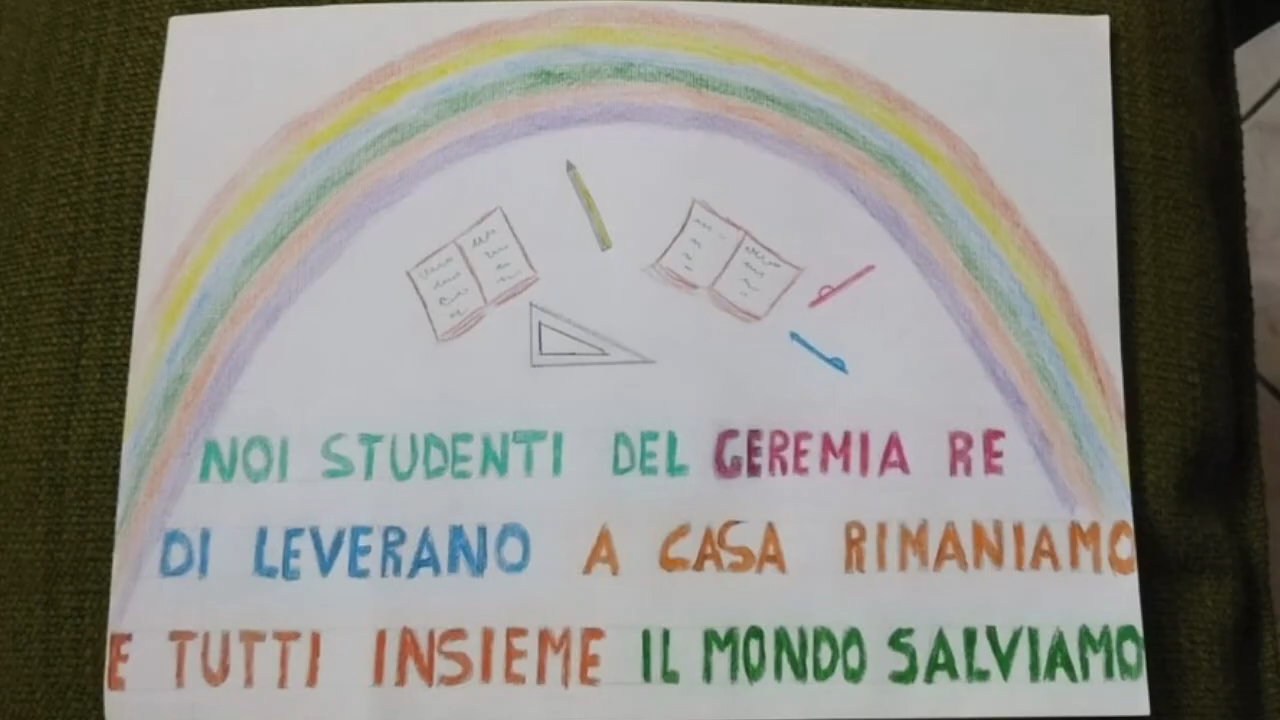 NOI STUDENTI DEL GEREMIA RE
DI LEVERANO A CASA RIMANIAMO
E TUTTI INSIEME IL MONDO SALVIAMO